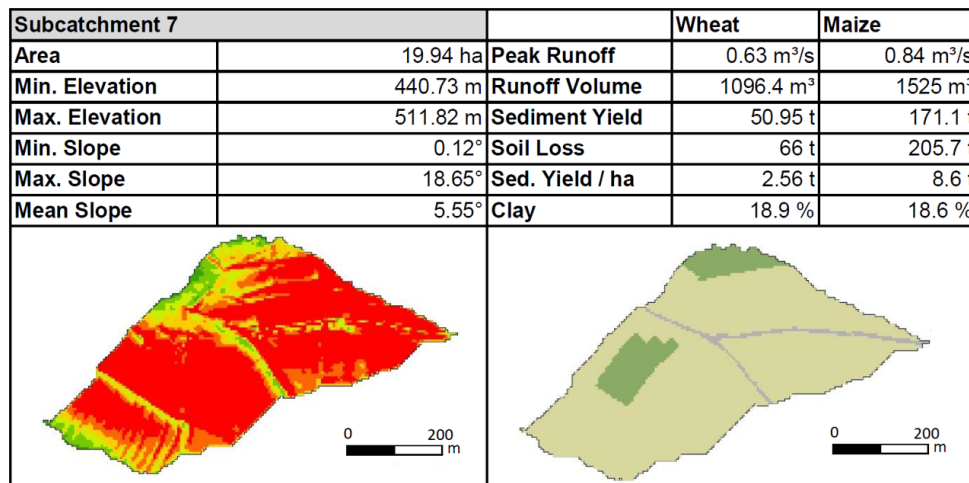 Subcatchment 7 Wheat Maize
Area 19.94 ha Peak Runoff 0.63 m³/s 0.84 m³/s
Min. Elevation 440.73 m Runoff Volume 1096.4 m³ 1525 m³
Max. Elevation 511.82 m Sediment Yield 50.95 t 171.1 t
Min. Slope 0.12° Soil Loss 66 t 205.7 t
Max. Slope 18.65° Sed. Yield / ha 2.56 t 8.6 t
Mean Slope 5.55° Clay 18.9 % 18.6 %
0 200
m
0 200
m